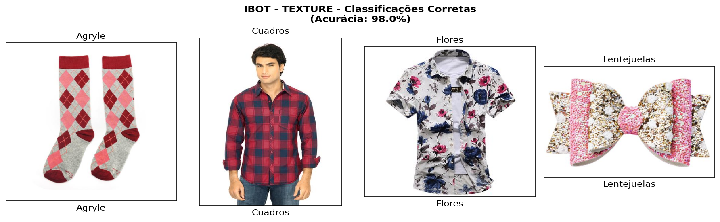 IBOT - TEXTURE - Classificações Corretas
(Acurácia: 98.0%)
Agryle
Cuadros
Flores
Lentejuelas
Agryle
Cuadros
Flores
Lentejuelas